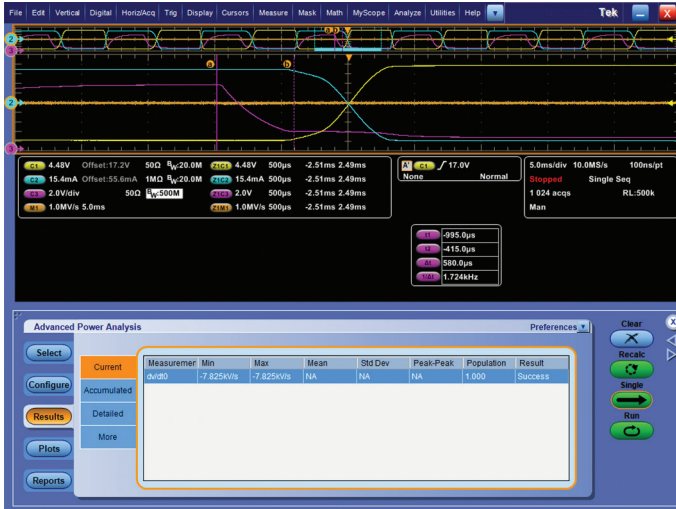 File Edit Vertical Digital Horiz/Acq Trig Display Cursors Measure Mask Math MyScope Analyze Utilities Help Tek X
a b
2
3
a b
2
3
C1 4.48V Offset:17.2V 50Ω BW:20.0M Z1C1 4.48V 500µs -2.51ms 2.49ms
C2 15.4mA Offset:55.6mA 1MΩ BW:20.0M Z1C2 15.4mA 500µs -2.51ms 2.49ms
C3 2.0V/div 50Ω BW:500M Z1C3 2.0V 500µs -2.51ms 2.49ms
M1 1.0MV/s 5.0ms Z1M1 1.0MV/s 500µs -2.51ms 2.49ms
A' C1 17.0V
None Normal
5.0ms/div 10.0MS/s 100ns/pt
Stopped Single Seq
1 024 acqs RL:500k
Man
t1 -995.0µs
t2 -415.0µs
Δt 580.0µs
1/Δt 1.724kHz
Advanced Power Analysis Preferences
Select
Configure
Results
Plots
Reports
Current
Accumulated
Detailed
More
Measuremen Min Max Mean Std Dev Peak-Peak Population Result
dv/dt0 -7.825kV/s -7.825kV/s NA NA NA 1.000 Success
Clear
X
Recalc
Single
Run